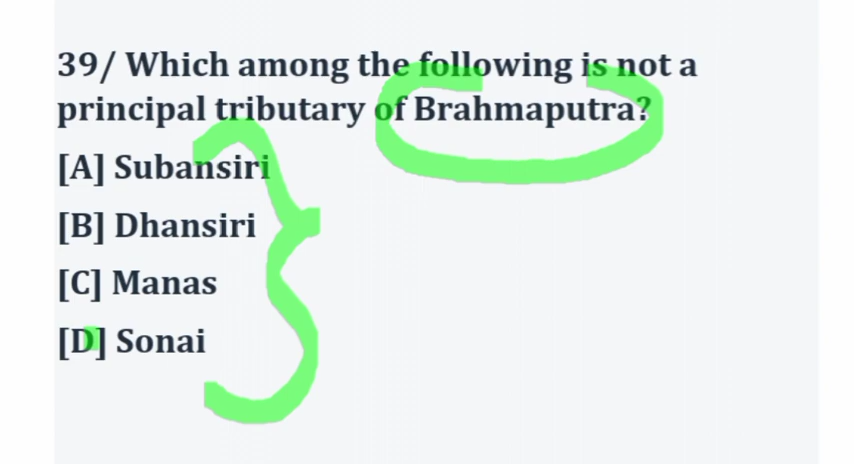 39/ Which among the following is not a
principal tributary of Brahmaputra?
[A] Subansiri
[B] Dhansiri
[C] Manas
[D] Sonai